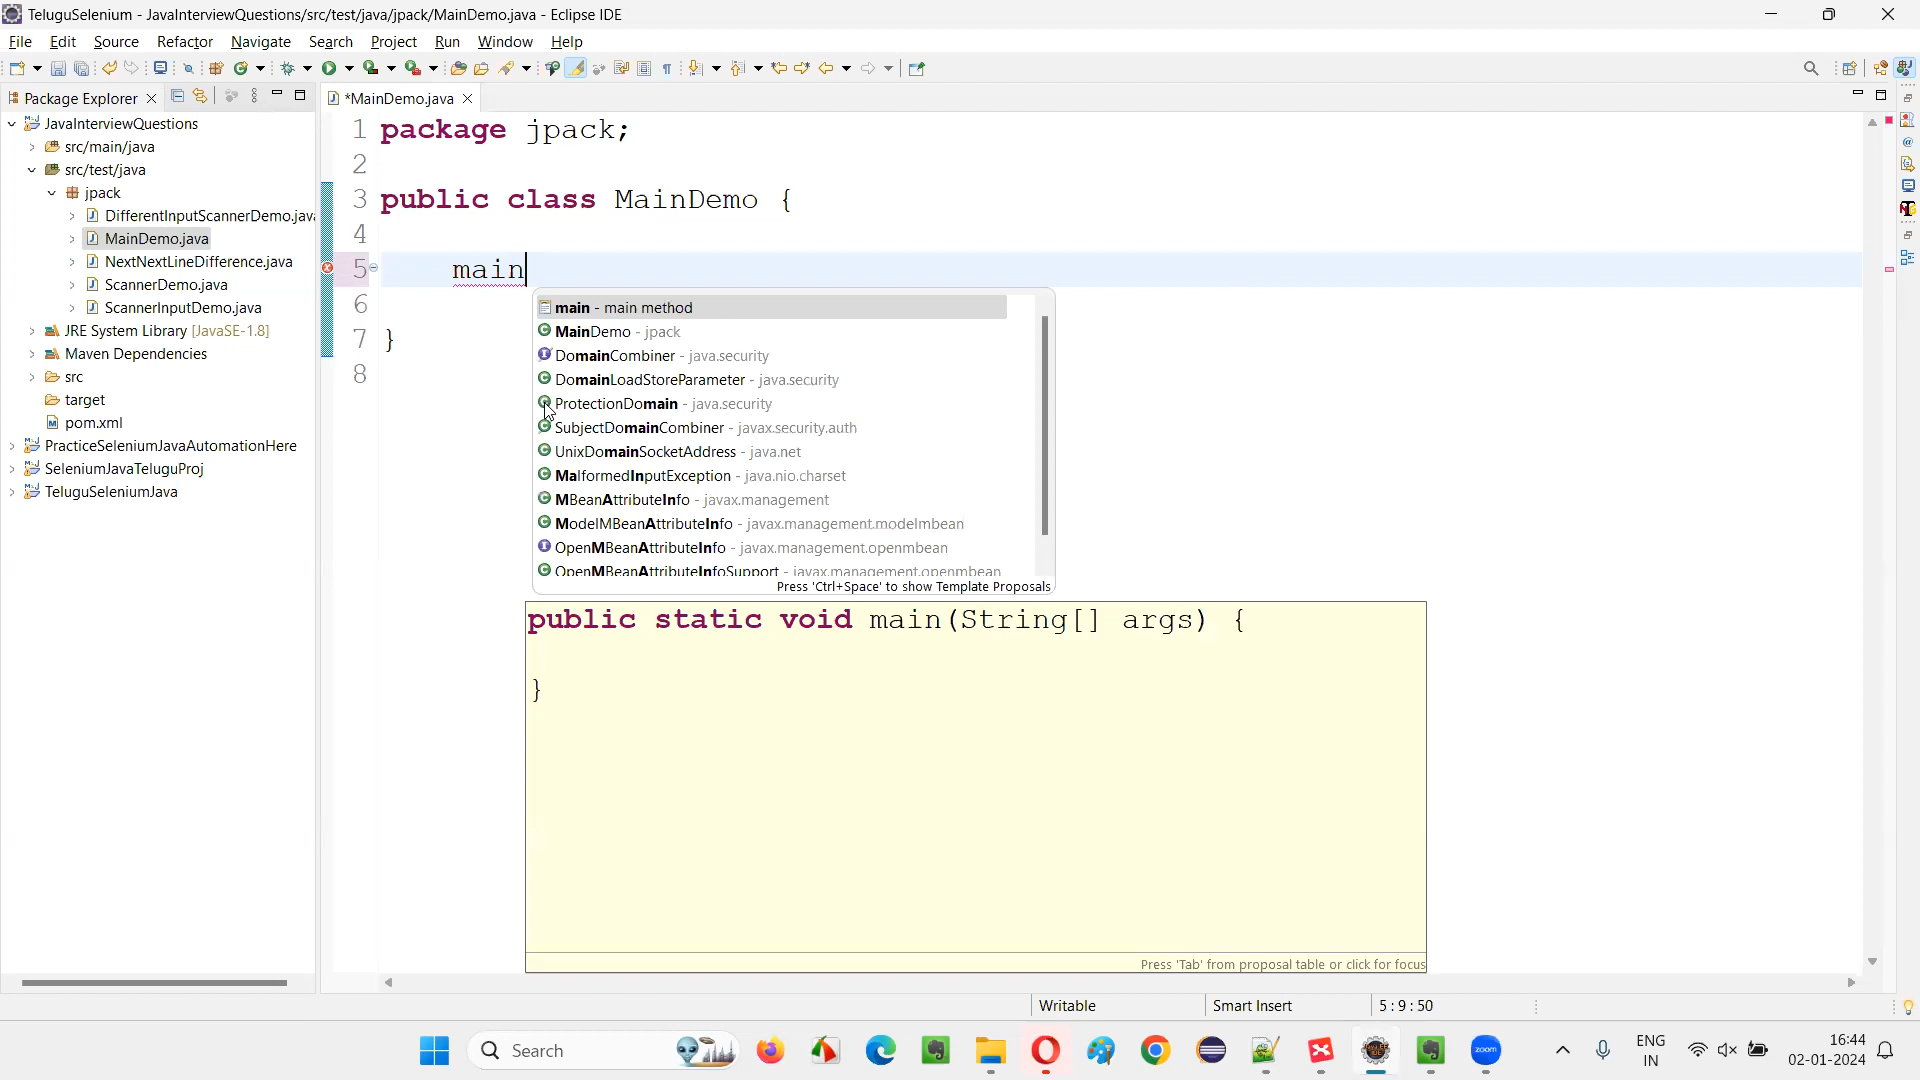 TeluguSelenium - JavaInterviewQuestions/src/test/java/jpack/MainDemo.java - Eclipse IDE
File Edit Source Refactor Navigate Search Project Run Window Help
Package Explorer
*MainDemo.java
JavaInterviewQuestions
src/main/java
src/test/java
jpack
DifferentInputScannerDemo.java
MainDemo.java
NextNextLineDifference.java
ScannerDemo.java
ScannerInputDemo.java
JRE System Library [JavaSE-1.8]
Maven Dependencies
src
target
pom.xml
PracticeSeleniumJavaAutomationHere
SeleniumJavaTeluguProj
TeluguSeleniumJava
1 package jpack;
2
3 public class MainDemo {
4
5 main
6
7 }
8
main - main method
MainDemo - jpack
DomainCombiner - java.security
DomainLoadStoreParameter - java.security
ProtectionDomain - java.security
SubjectDomainCombiner - javax.security.auth
UnixDomainSocketAddress - java.net
MalformedInputException - java.nio.charset
MBeanAttributeInfo - javax.management
ModelMBeanAttributeInfo - javax.management.modelmbean
OpenMBeanAttributeInfo - javax.management.openmbean
OpenMBeanAttributeInfoSupport - javax.management.openmbean
Press 'Ctrl+Space' to show Template Proposals
public static void main(String[] args) {
}
Press 'Tab' from proposal table or click for focus
Writable Smart Insert 5 : 9 : 50
Search
zoom
ENG
IN
16:44
02-01-2024